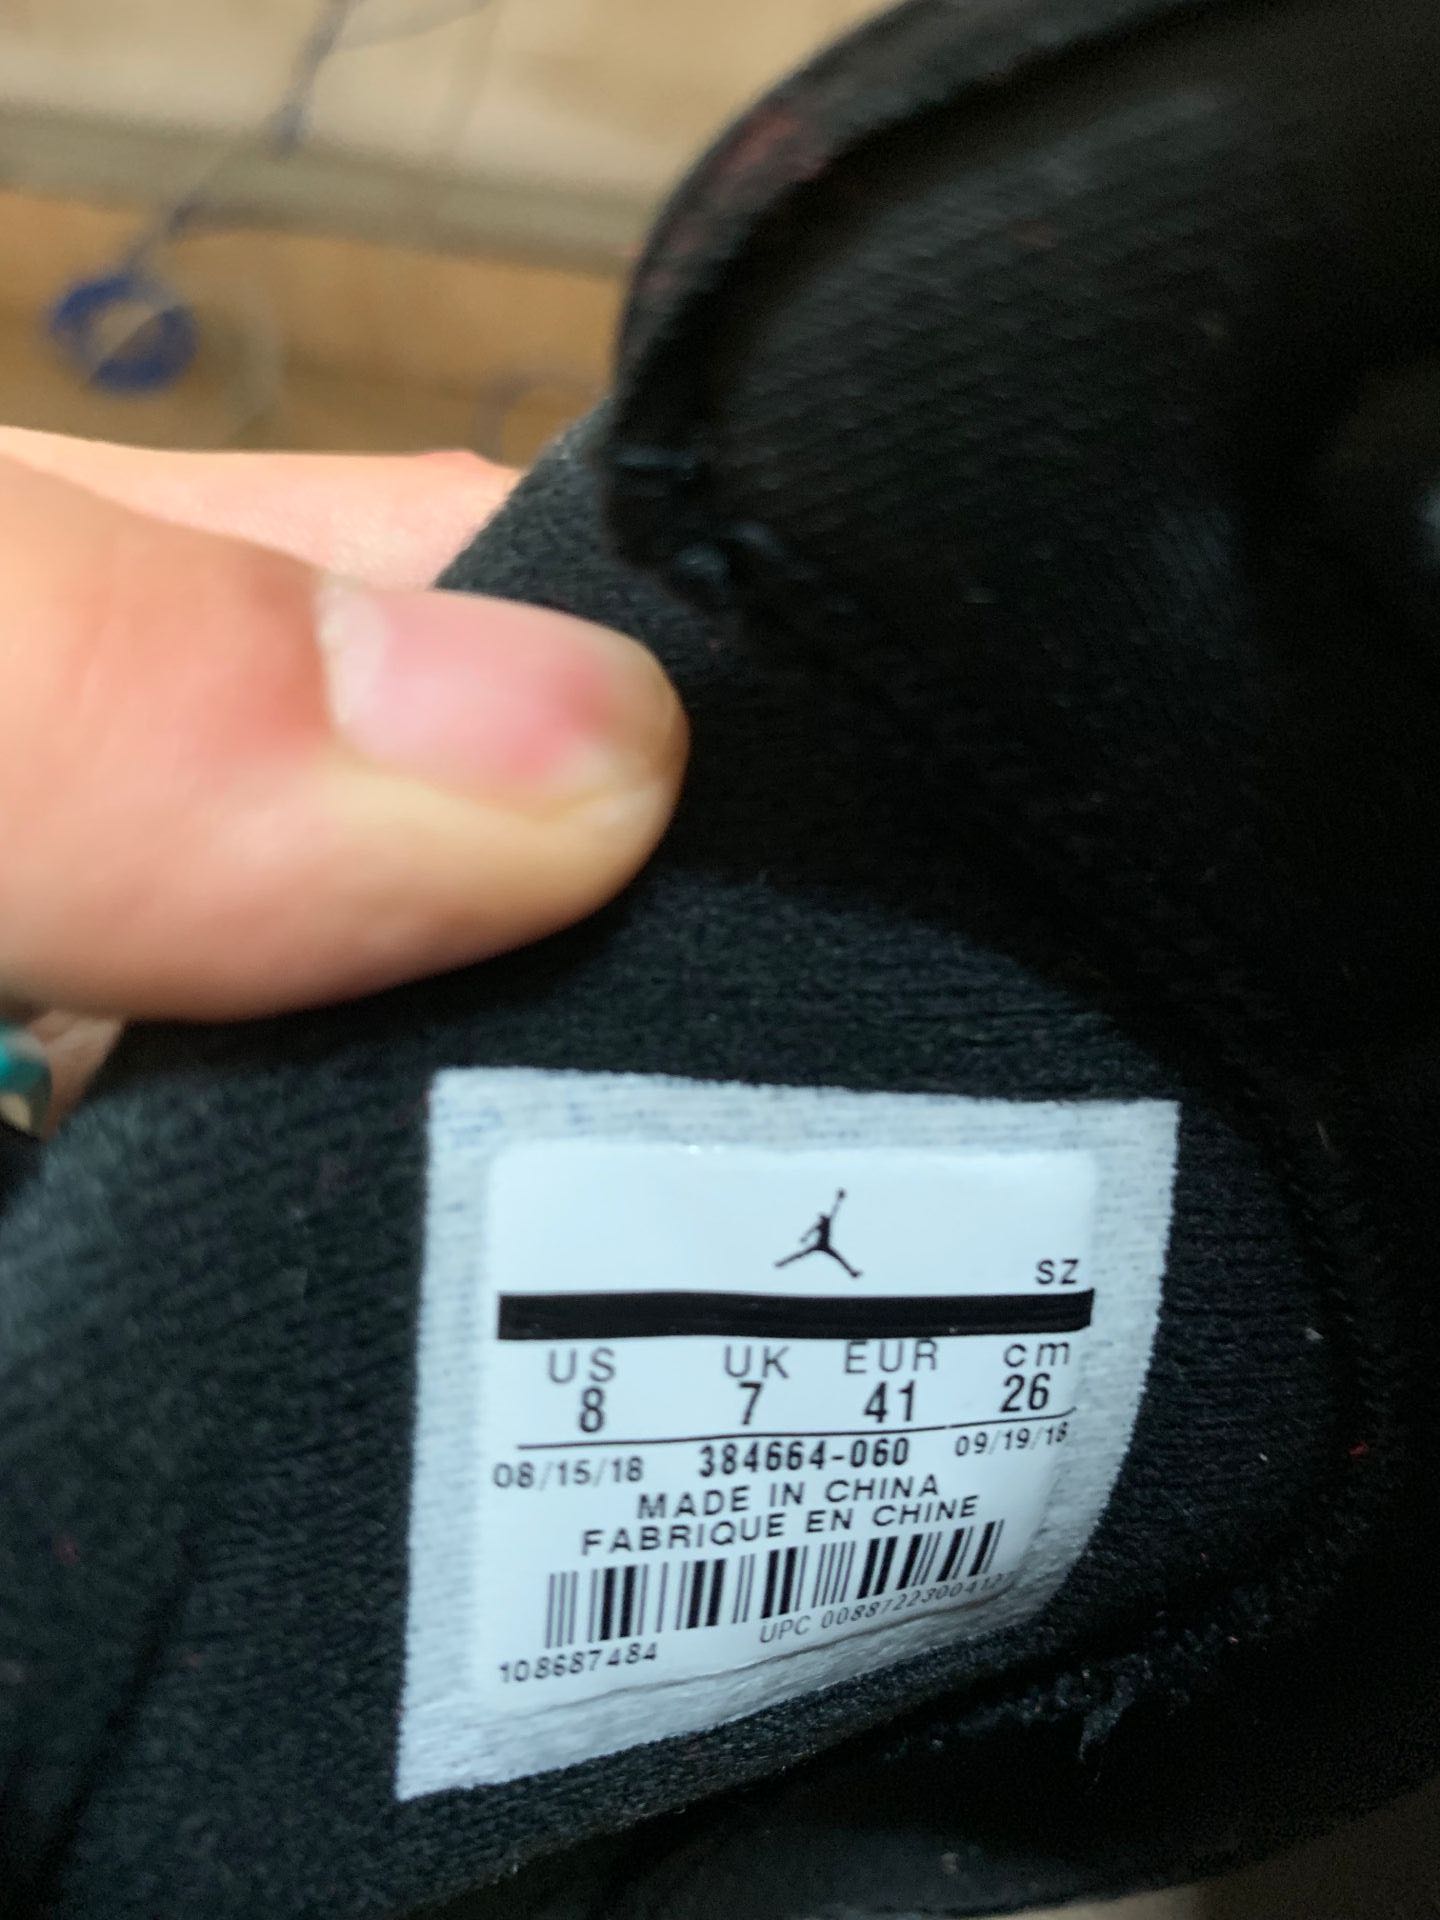 SZ
US UK EUR cm
8 7 41 26
08/15/18 384664-060 09/19/18
MADE IN CHINA
FABRIQUE EN CHINE
108687484 UPC